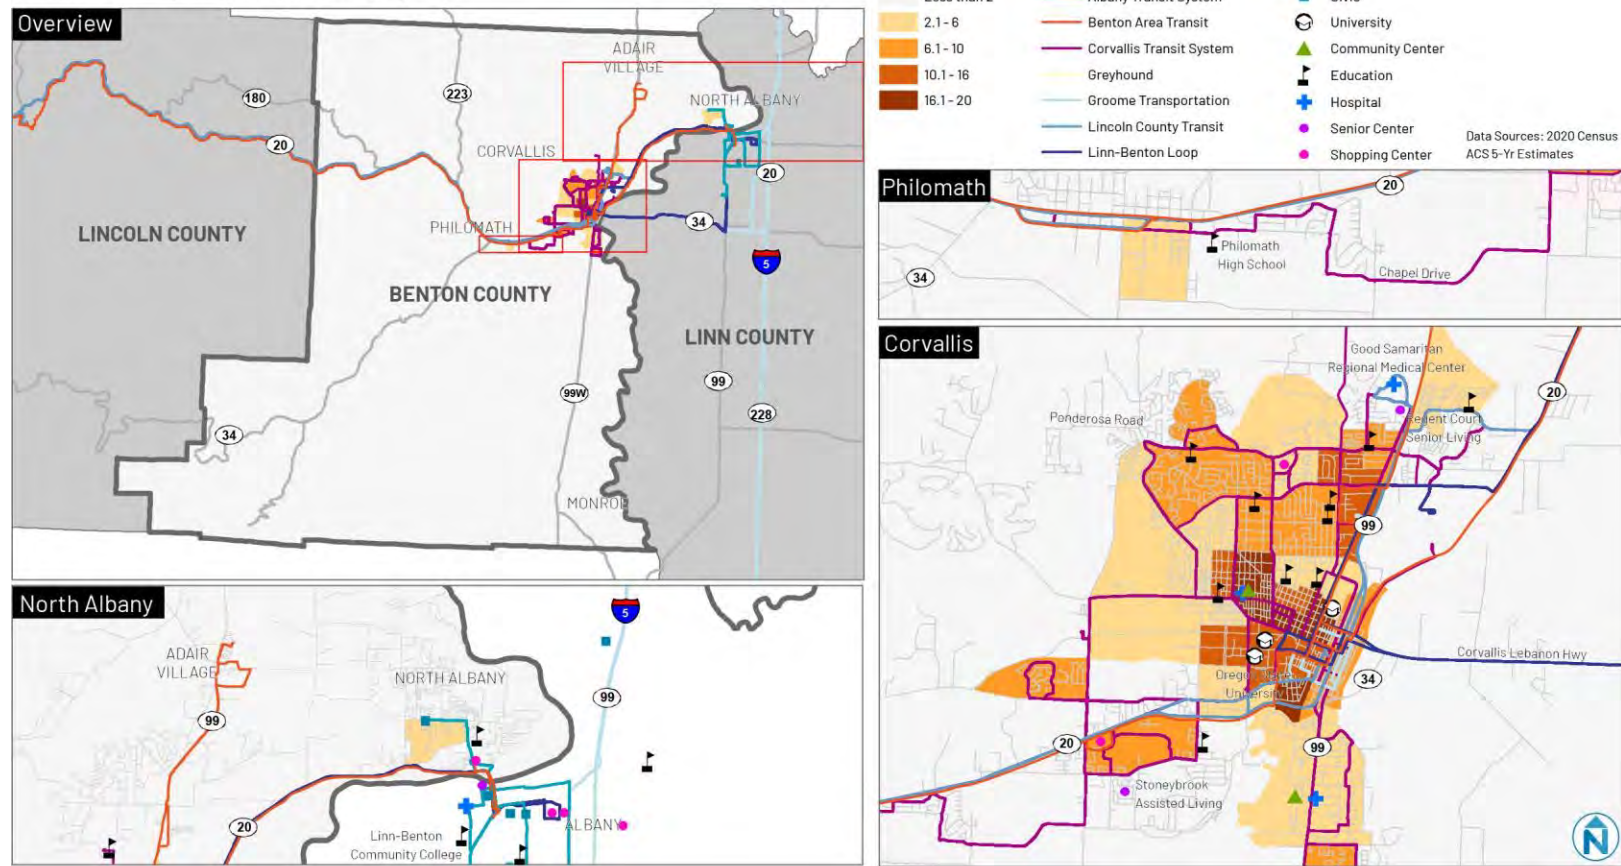 Overview
ADAIR
VILLAGE
180
223
NORTH ALBANY
20
CORVALLIS
20
34
PHILOMATH
LINCOLN COUNTY
5
BENTON COUNTY
LINN COUNTY
99W
99
228
34
MONROE
2.1 - 6
6.1 - 10
10.1 - 16
16.1 - 20
Benton Area Transit
Corvallis Transit System
Greyhound
Groome Transportation
Lincoln County Transit
Linn-Benton Loop
University
Community Center
Education
Hospital
Senior Center
Shopping Center
Data Sources: 2020 Census
ACS 5-Yr Estimates
Philomath
20
Philomath
High School
34
Chapel Drive
North Albany
5
ADAIR
VILLAGE
NORTH ALBANY
99
99
20
ALBANY
Linn-Benton
Community College
Corvallis
Good Samaritan
Regional Medical Center
20
Ponderosa Road
Regent Court
Senior Living
99
Corvallis Lebanon Hwy
Oregon State
University
34
20
99
Stoneybrook
Assisted Living
N